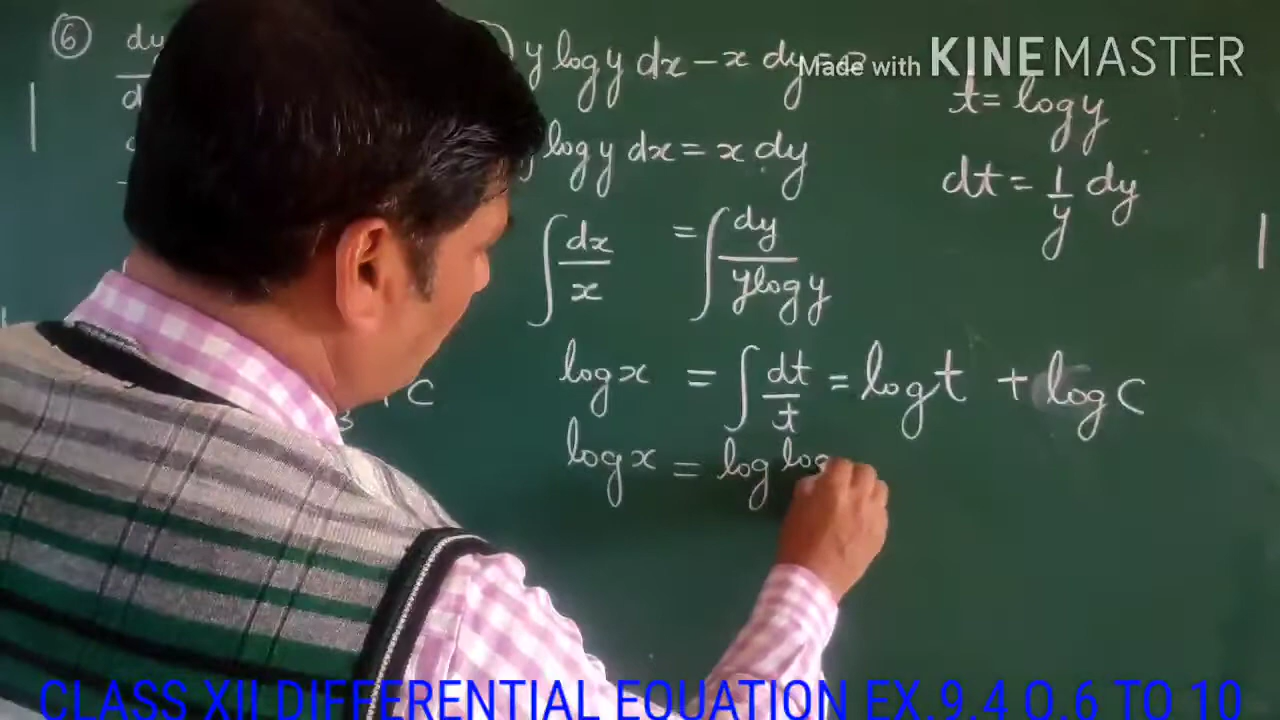 ⑥ dy
y log y dx − x dy = 0
Made with KINEMASTER
t = log y
log y dx = x dy
dt = 1/y dy
∫ dx/x = ∫ dy/(y log y)
log x = ∫ dt/t = log t + log C
+ C
log x = log log
CLASS XII DIFFERENTIAL EQUATION EX.9.4 Q.6 TO 10